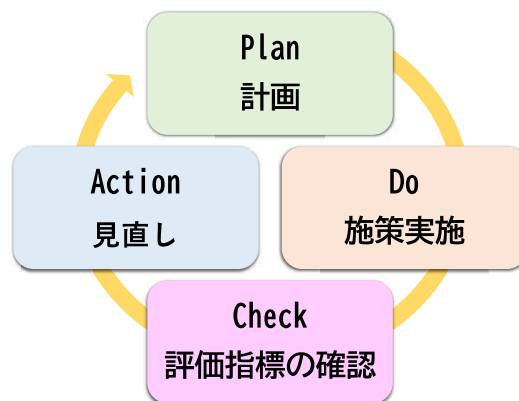 Plan
計画
Do
施策実施
Check
評価指標の確認
Action
見直し